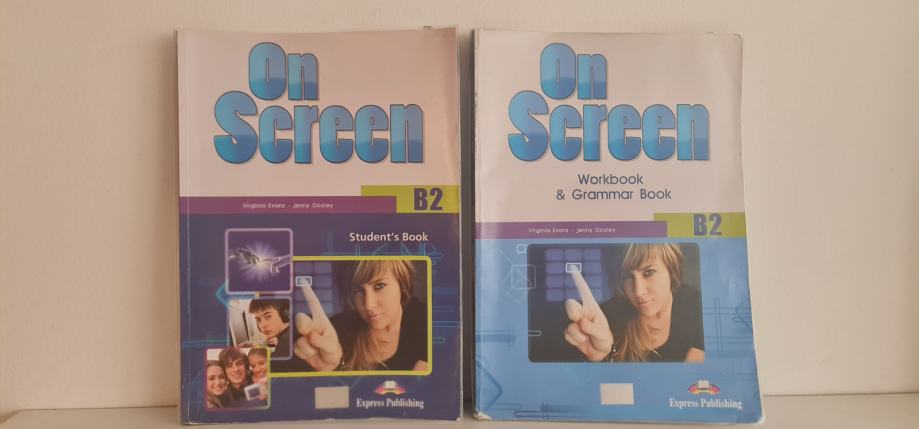 On
Screen
B2
Virginia Evans - Jenny Dooley
Student's Book
Express Publishing
On
Screen
Workbook
& Grammar Book
B2
Virginia Evans - Jenny Dooley
Express Publishing